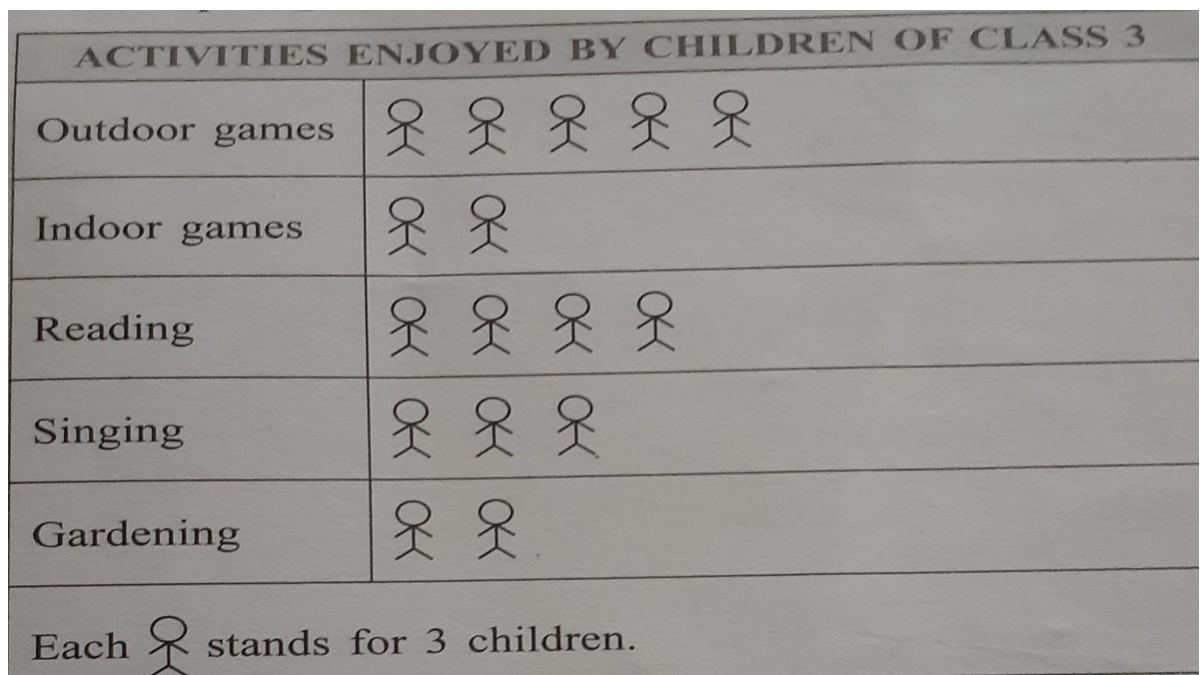 ACTIVITIES ENJOYED BY CHILDREN OF CLASS 3
Outdoor games
Indoor games
Reading
Singing
Gardening
Each stands for 3 children.